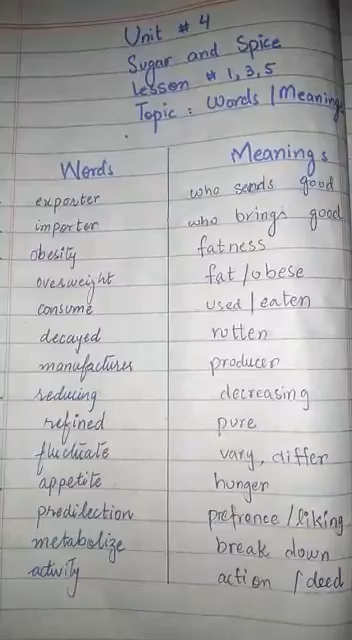 Unit # 4
Sugar and Spice
Lesson # 1, 3, 5
Topic : Words / Meanings
Words Meanings
exporter who sends good
importer who brings good
obesity fatness
overweight fat / obese
consume used / eaten
decayed rotten
manufactures producer
reducing decreasing
refined pure
fluctuate vary, differ
appetite hunger
predilection prefrence / liking
metabolize break down
activity action / deed